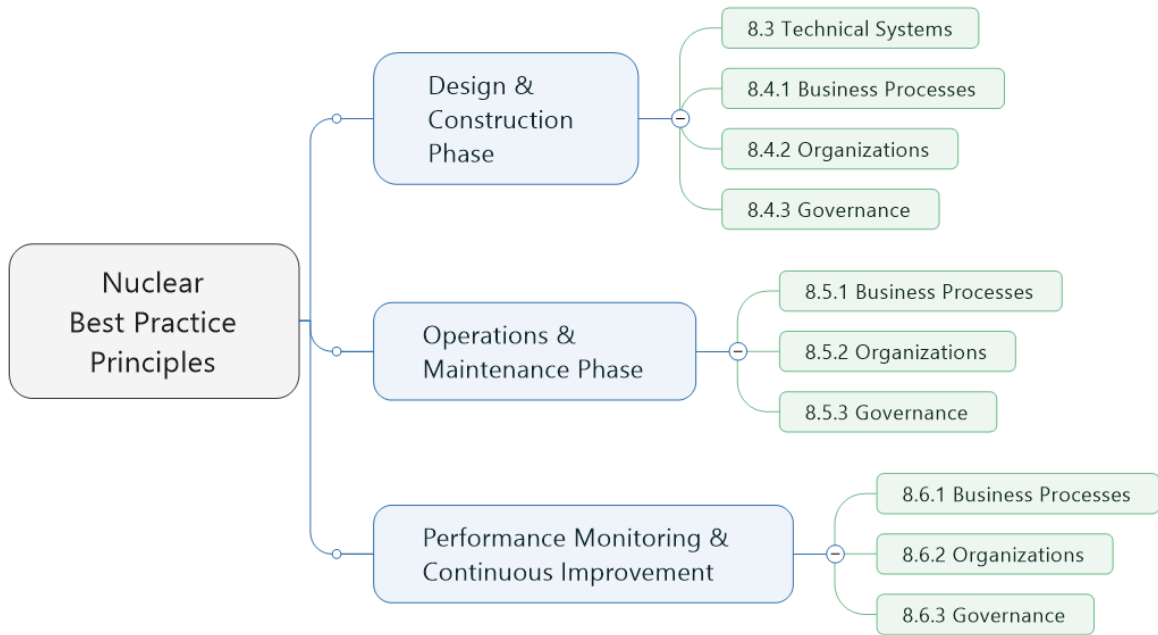 Nuclear
Best Practice
Principles
Design &
Construction
Phase
8.3 Technical Systems
8.4.1 Business Processes
8.4.2 Organizations
8.4.3 Governance
Operations &
Maintenance Phase
8.5.1 Business Processes
8.5.2 Organizations
8.5.3 Governance
Performance Monitoring &
Continuous Improvement
8.6.1 Business Processes
8.6.2 Organizations
8.6.3 Governance